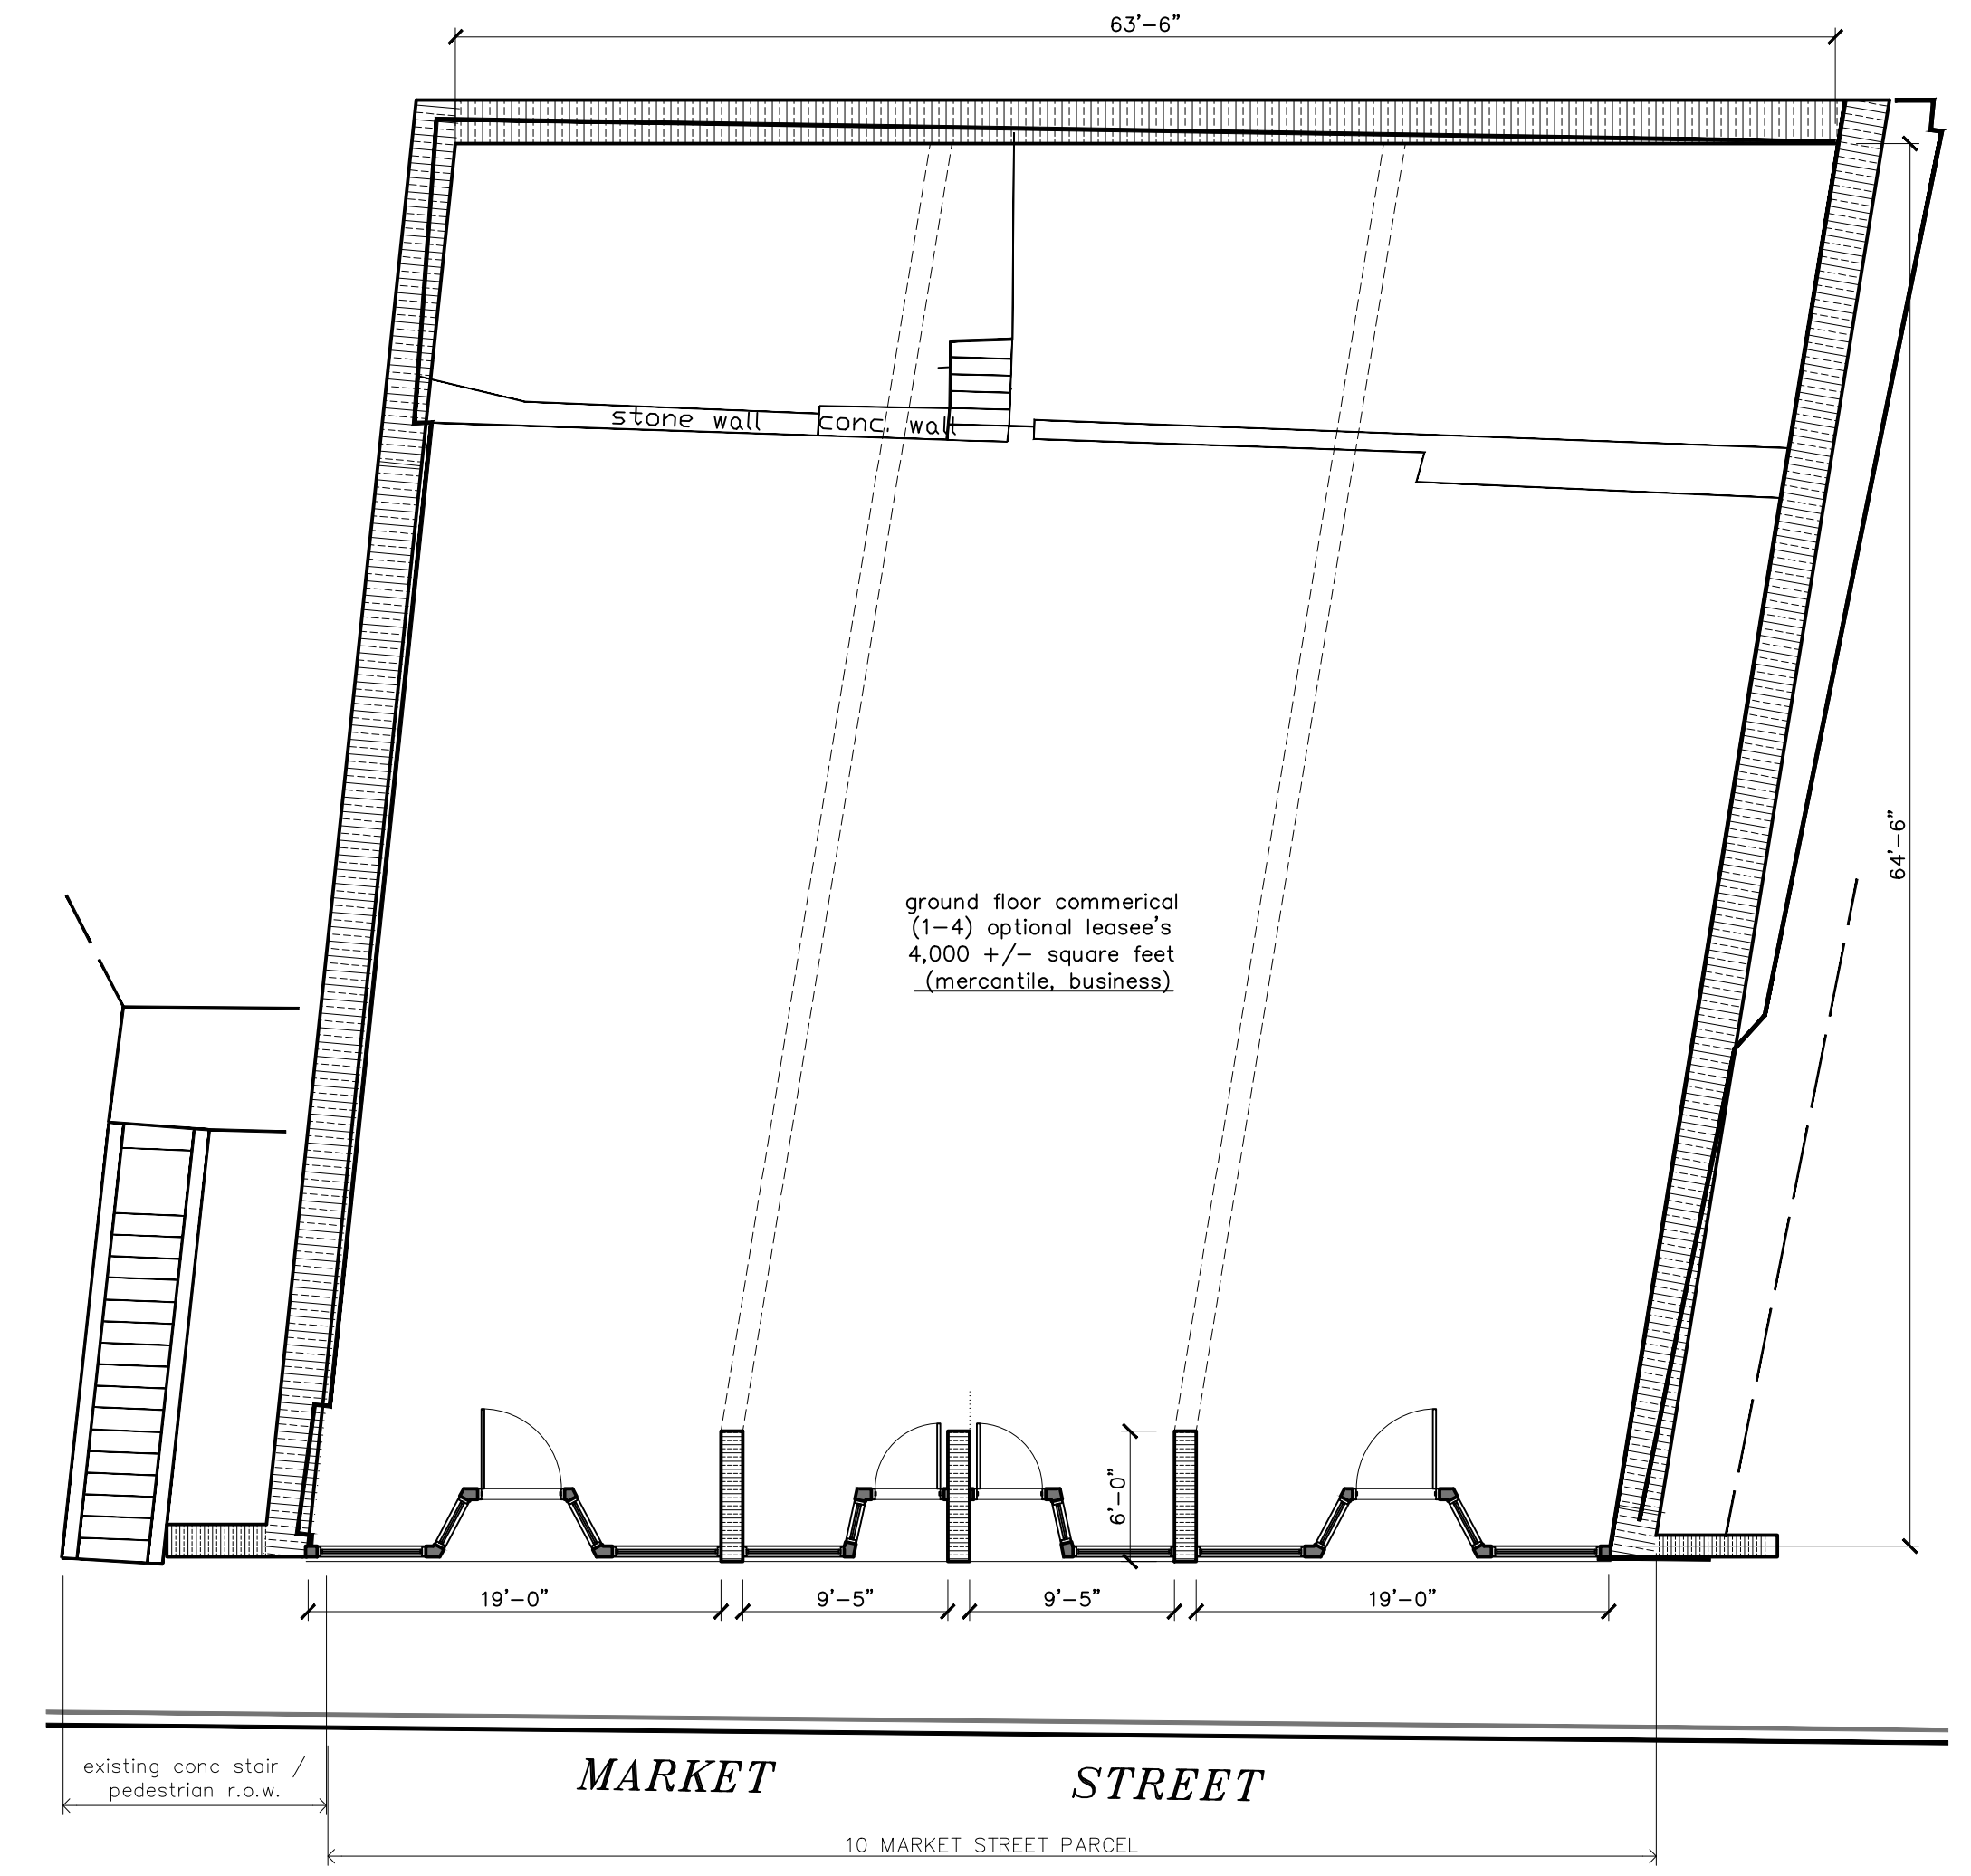 63'-6"
stone wall
conc. wall
64'-6"
ground floor commerical
(1-4) optional leasee's
4,000 +/- square feet
(mercantile, business)
6'-0"
19'-0"
9'-5"
9'-5"
19'-0"
existing conc stair /
pedestrian r.o.w.
MARKET STREET
10 MARKET STREET PARCEL